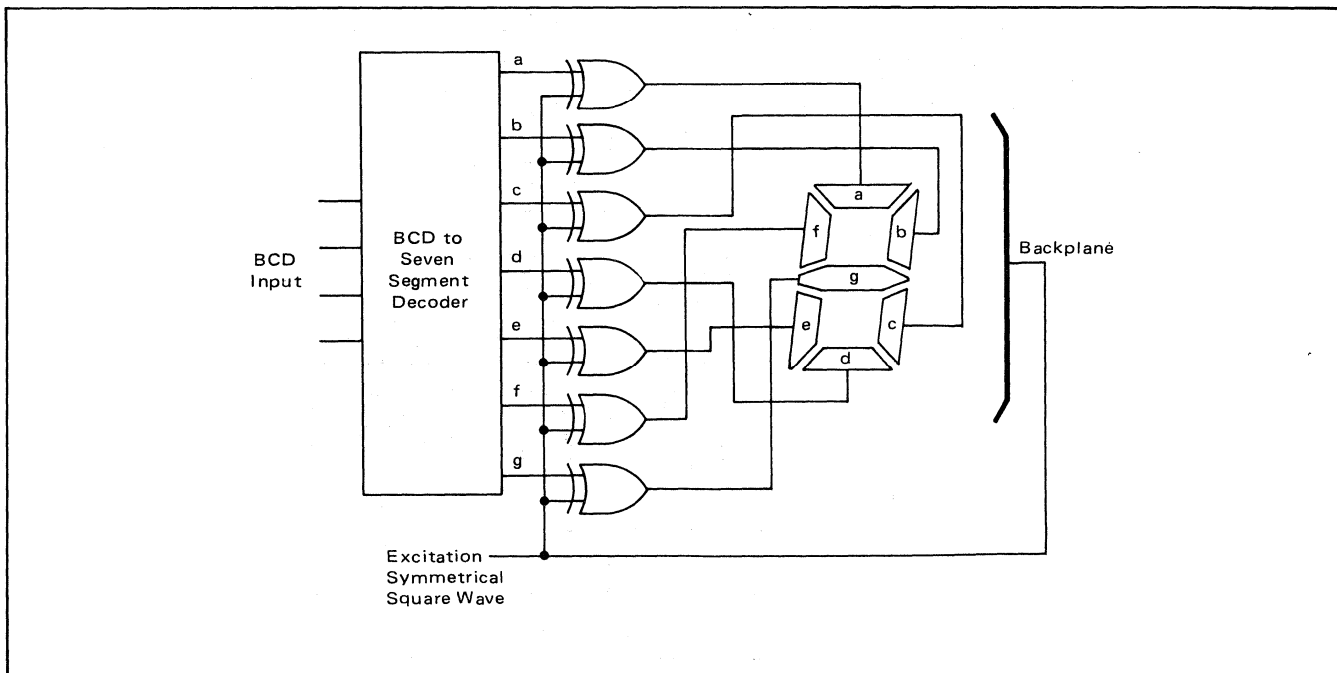 a
b
c
d
e
f
g
BCD
Input
BCD to
Seven
Segment
Decoder
a
f
b
g
e
c
d
Backplane
Excitation
Symmetrical
Square Wave